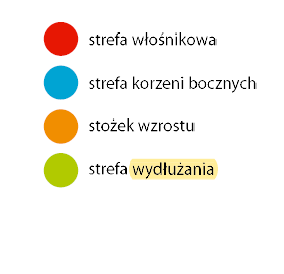 strefa włośnikowa
strefa korzeni bocznych
stożek wzrostu
strefa wydłużania